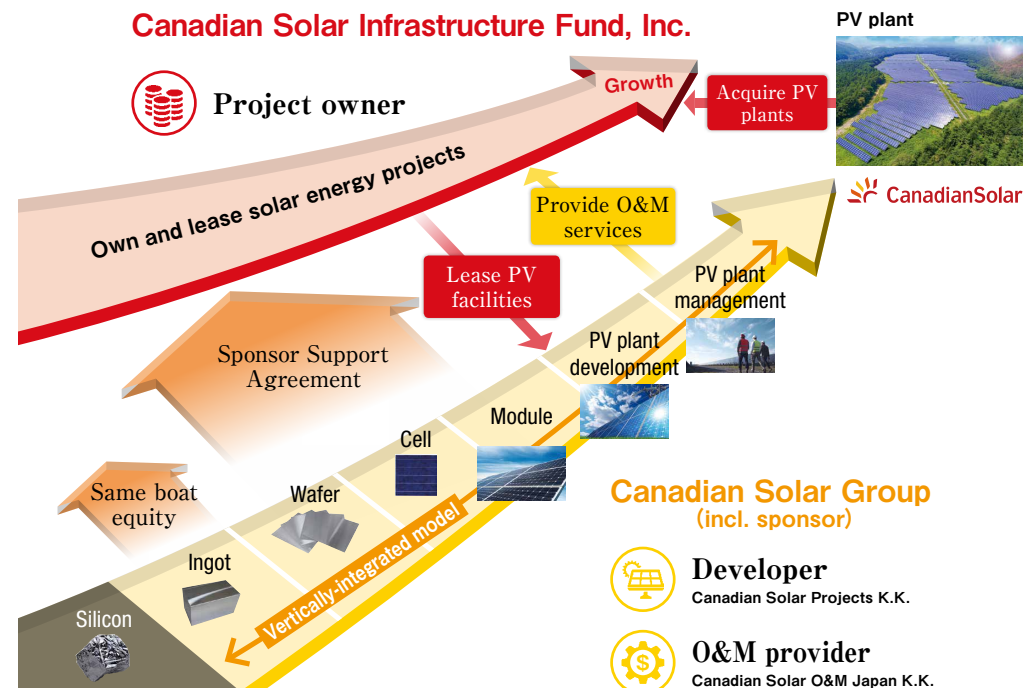 Canadian Solar Infrastructure Fund, Inc.
PV plant
Project owner
Growth
Acquire PV
plants
Own and lease solar energy projects
CanadianSolar
Provide O&M
services
Lease PV
facilities
PV plant
management
Sponsor Support
Agreement
PV plant
development
Module
Cell
Same boat
equity
Wafer
Vertically-integrated model
Ingot
Silicon
Canadian Solar Group
(incl. sponsor)
Developer
Canadian Solar Projects K.K.
O&M provider
Canadian Solar O&M Japan K.K.